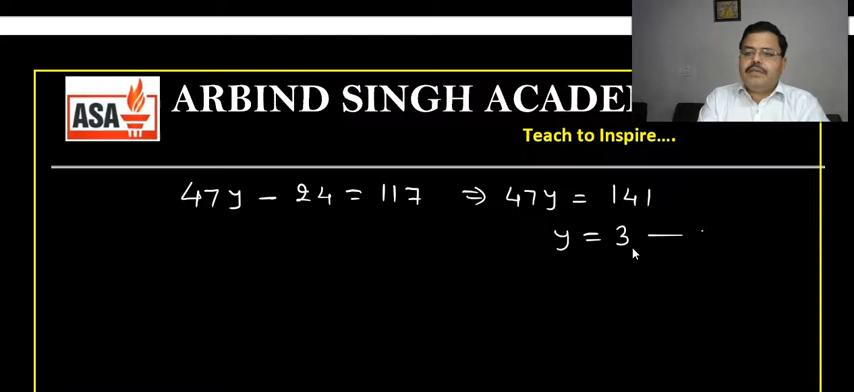 ASA
ARBIND SINGH ACADE
Teach to Inspire....
47y - 24 = 117 ⇒ 47y = 141
y = 3 —